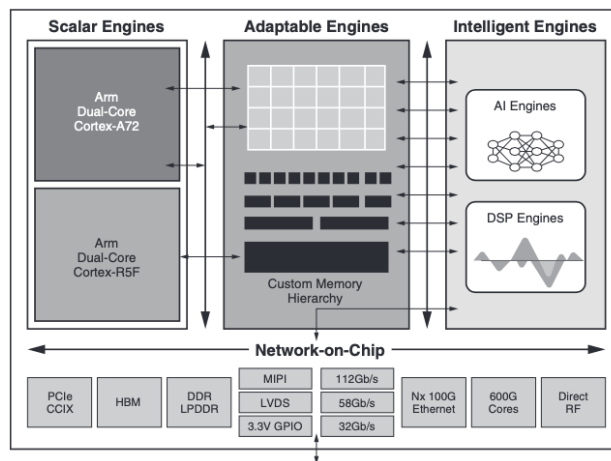 Scalar Engines
Adaptable Engines
Intelligent Engines
Arm
Dual-Core
Cortex-A72
Arm
Dual-Core
Cortex-R5F
Custom Memory
Hierarchy
AI Engines
DSP Engines
Network-on-Chip
PCIe
CCIX
HBM
DDR
LPDDR
MIPI
LVDS
3.3V GPIO
112Gb/s
58Gb/s
32Gb/s
Nx 100G
Ethernet
600G
Cores
Direct
RF